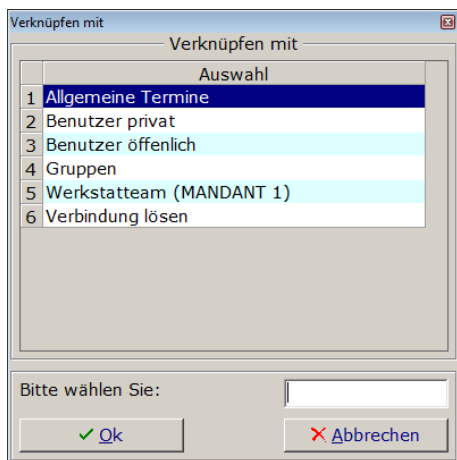 Verknüpfen mit
Verknüpfen mit
Auswahl
1 Allgemeine Termine
2 Benutzer privat
3 Benutzer öffenlich
4 Gruppen
5 Werkstatteam (MANDANT 1)
6 Verbindung lösen
Bitte wählen Sie:
Ok Abbrechen